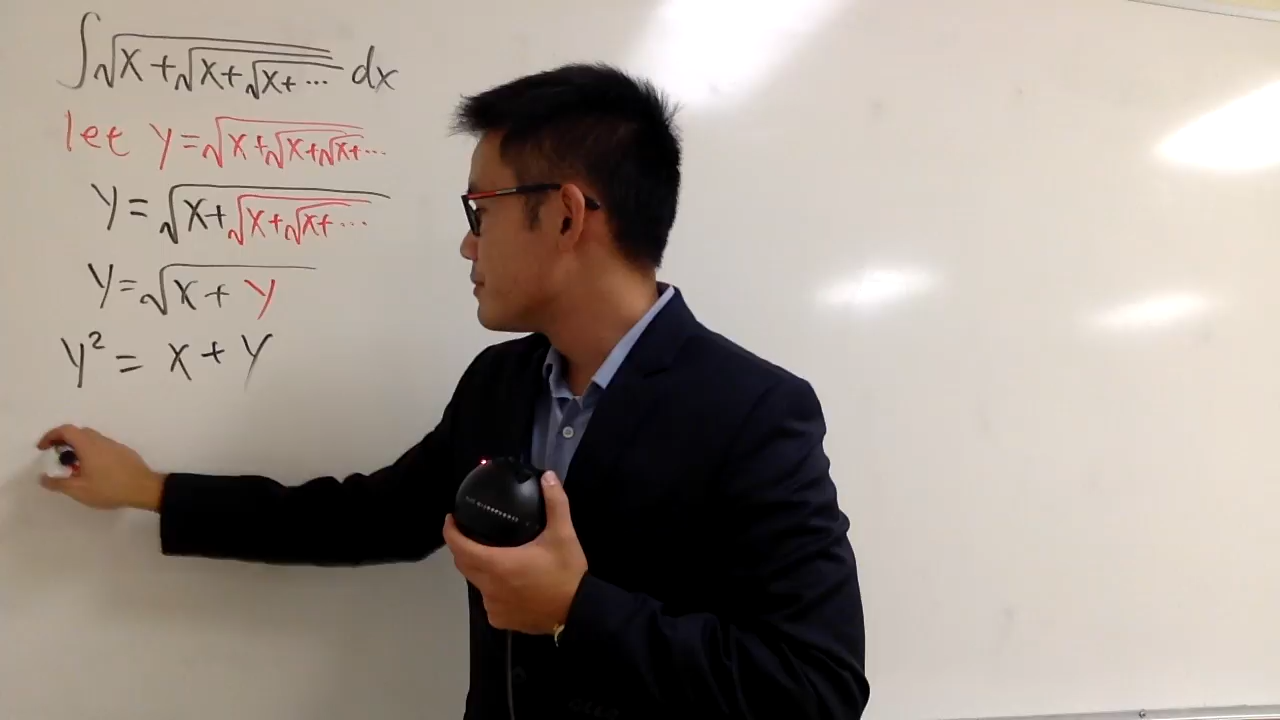 ∫√(x+√(x+√(x+⋯))) dx
let y=√(x+√(x+√(x+⋯)))
y=√(x+√(x+√(x+⋯)))
y=√(x+y)
y²=x+y